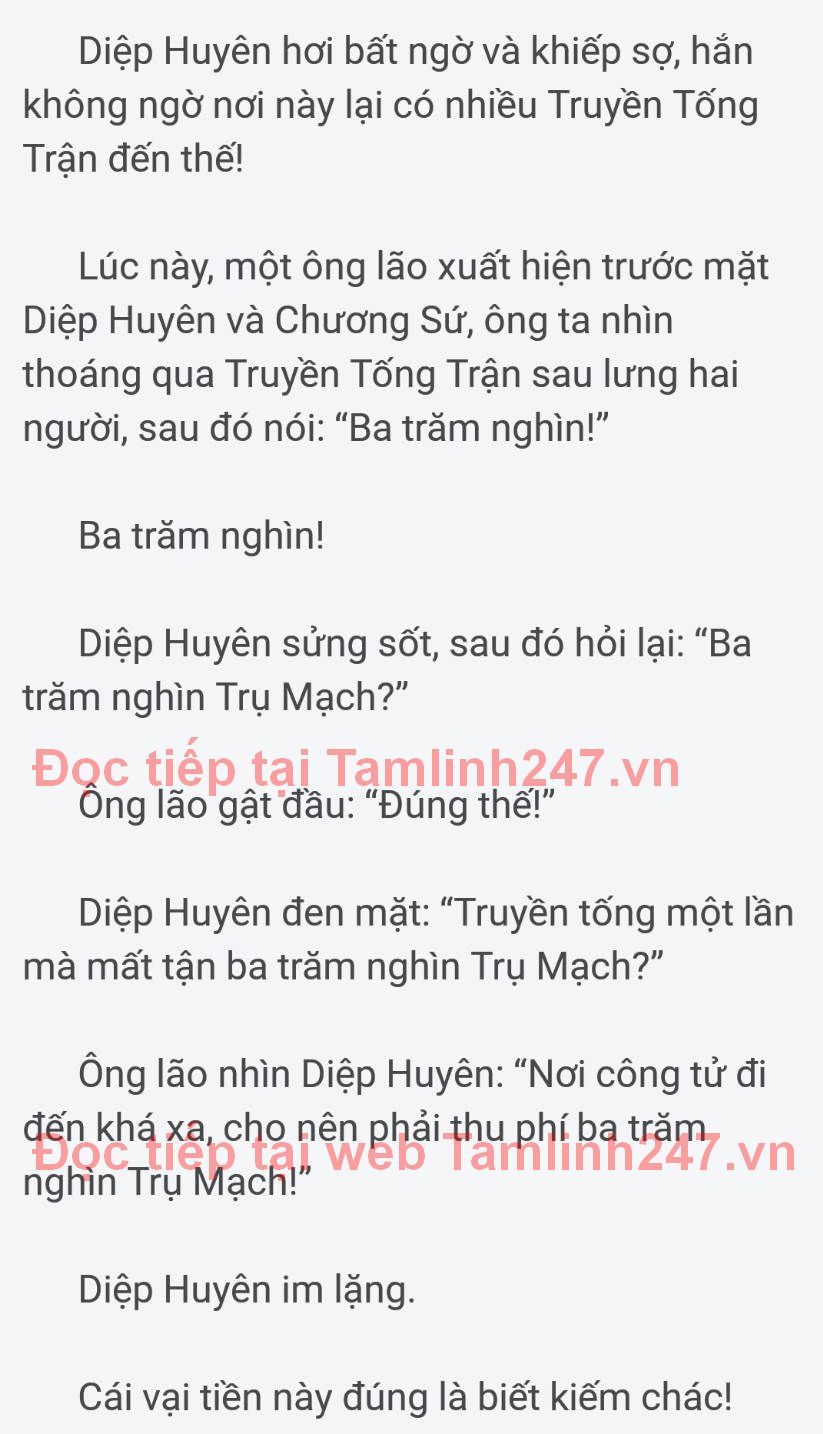 Diệp Huyên hơi bất ngờ và khiếp sợ, hắn
không ngờ nơi này lại có nhiều Truyền Tống
Trận đến thế!
Lúc này, một ông lão xuất hiện trước mặt
Diệp Huyên và Chương Sứ, ông ta nhìn
thoáng qua Truyền Tống Trận sau lưng hai
người, sau đó nói: “Ba trăm nghìn!”
Ba trăm nghìn!
Diệp Huyên sửng sốt, sau đó hỏi lại: “Ba
trăm nghìn Trụ Mạch?”
Đọc tiếp tại Tamlinh247.vn
Ông lão gật đầu: “Đúng thế!”
Diệp Huyên đen mặt: “Truyền tống một lần
mà mất tận ba trăm nghìn Trụ Mạch?”
Ông lão nhìn Diệp Huyên: “Nơi công tử đi
đến khá xa, cho nên phải thu phí ba trăm
Đọc tiếp tại web Tamlinh247.vn
nghìn Trụ Mạch!”
Diệp Huyên im lặng.
Cái vại tiền này đúng là biết kiếm chác!